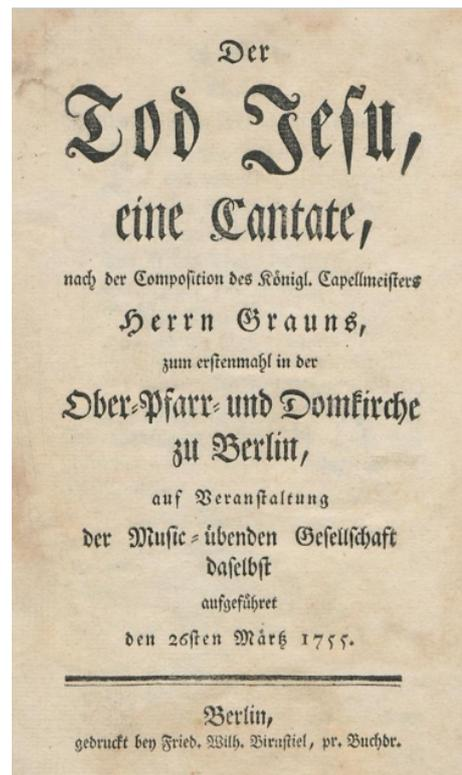 Der
Tod Jesu,
eine Cantate,
nach der Composition des Königl. Capellmeisters
Herrn Grauns,
zum erstenmahl in der
Ober-Pfarr- und Domkirche
zu Berlin,
auf Veranstaltung
der Music-übenden Gesellschaft
daselbst
aufgeführet
den 26sten Märtz 1755.
Berlin,
gedruckt bey Fried. Wilh. Birnstiel, pr. Buchdr.